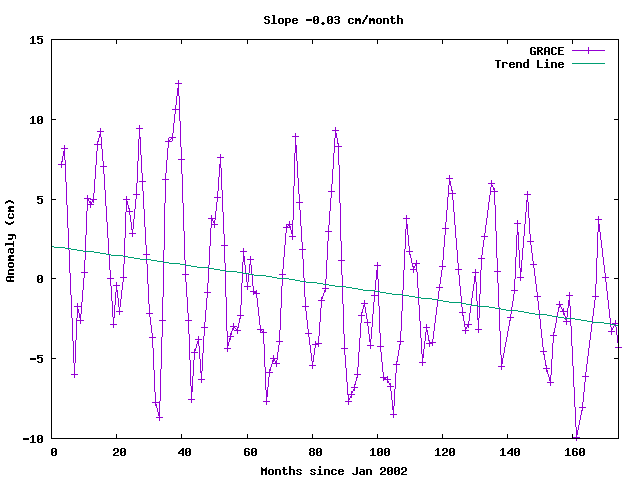 Slope -0.03 cm/month
GRACE
Trend Line
15
10
5
0
-5
-10
Anomaly (cm)
0 20 40 60 80 100 120 140 160
Months since Jan 2002